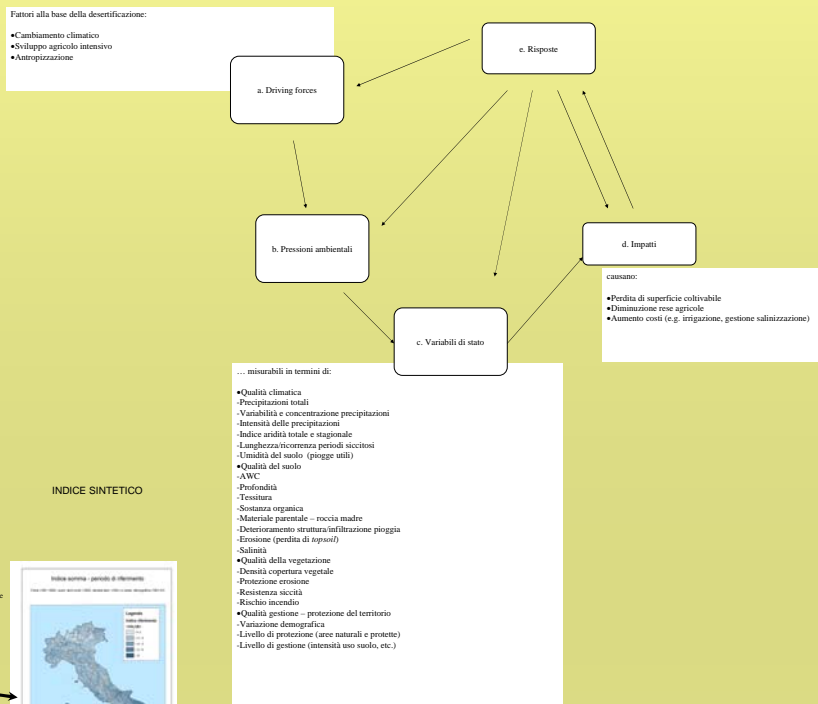 Fattori alla base della desertificazione:
•Cambiamento climatico
•Sviluppo agricolo intensivo
•Antropizzazione
e. Risposte
a. Driving forces
b. Pressioni ambientali
d. Impatti
causano:
•Perdita di superficie coltivabile
•Diminuzione rese agricole
•Aumento costi (e.g. irrigazione, gestione salinizzazione)
c. Variabili di stato
… misurabili in termini di:
•Qualità climatica
-Precipitazioni totali
-Variabilità e concentrazione precipitazioni
-Intensità delle precipitazioni
-Indice aridità totale e stagionale
-Lunghezza/ricorrenza periodi siccitosi
-Umidità del suolo (piogge utili)
•Qualità del suolo
-AWC
-Profondità
-Tessitura
-Sostanza organica
-Materiale parentale – roccia madre
-Deterioramento struttura/infiltrazione pioggia
-Erosione (perdita di topsoil)
-Salinità
•Qualità della vegetazione
-Densità copertura vegetale
-Protezione erosione
-Resistenza siccità
-Rischio incendio
•Qualità gestione – protezione del territorio
-Variazione demografica
-Livello di protezione (aree naturali e protette)
-Livello di gestione (intensità uso suolo, etc.)
INDICE SINTETICO
e
Indice somma - periodo di riferimento
Legenda